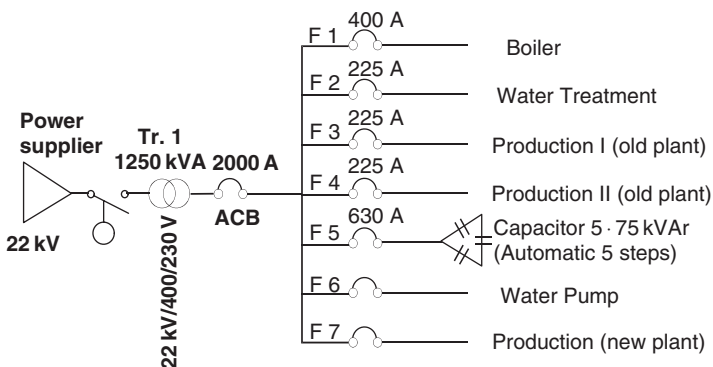 400 A
F 1
Boiler
225 A
F 2
Water Treatment
Power
supplier
Tr. 1
1250 kVA
2000 A
225 A
F 3
Production I (old plant)
225 A
F 4
Production II (old plant)
ACB
22 kV
22 kV/400/230 V
630 A
F 5
Capacitor 5 · 75 kVAr
(Automatic 5 steps)
F 6
Water Pump
F 7
Production (new plant)